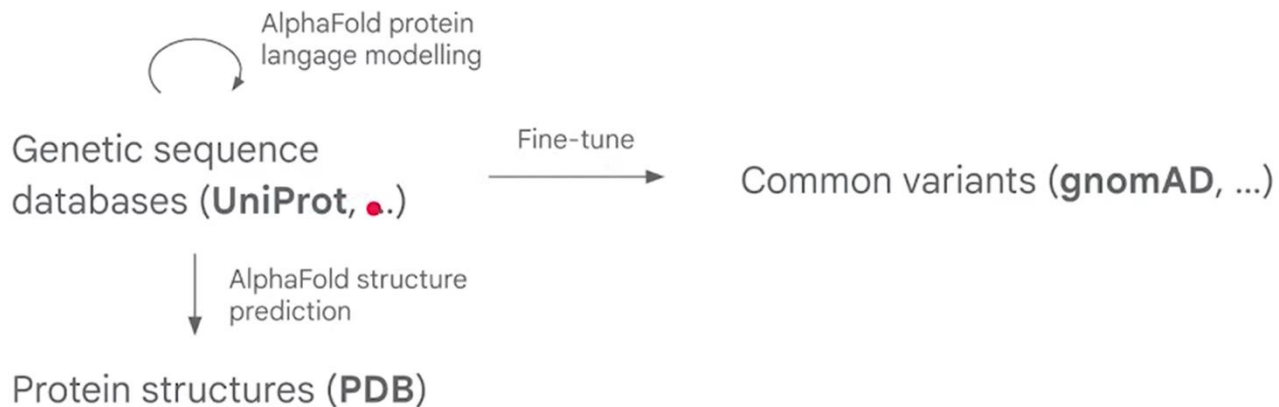 AlphaFold protein
langage modelling
Genetic sequence
databases (UniProt, ...)
Fine-tune
Common variants (gnomAD, ...)
AlphaFold structure
prediction
Protein structures (PDB)